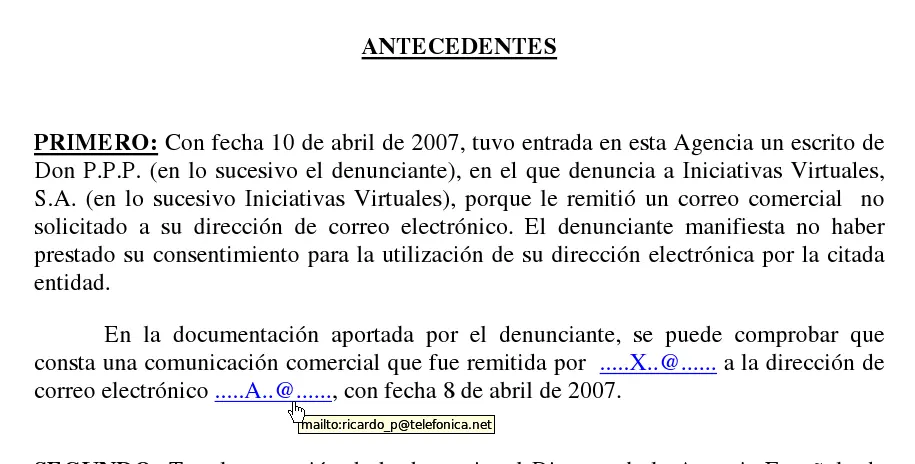 ANTECEDENTES
PRIMERO: Con fecha 10 de abril de 2007, tuvo entrada en esta Agencia un escrito de
Don P.P.P. (en lo sucesivo el denunciante), en el que denuncia a Iniciativas Virtuales,
S.A. (en lo sucesivo Iniciativas Virtuales), porque le remitió un correo comercial no
solicitado a su dirección de correo electrónico. El denunciante manifiesta no haber
prestado su consentimiento para la utilización de su dirección electrónica por la citada
entidad.
En la documentación aportada por el denunciante, se puede comprobar que
consta una comunicación comercial que fue remitida por .....X..@...... a la dirección de
correo electrónico .....A..@......, con fecha 8 de abril de 2007.
mailto:ricardo_p@telefonica.net